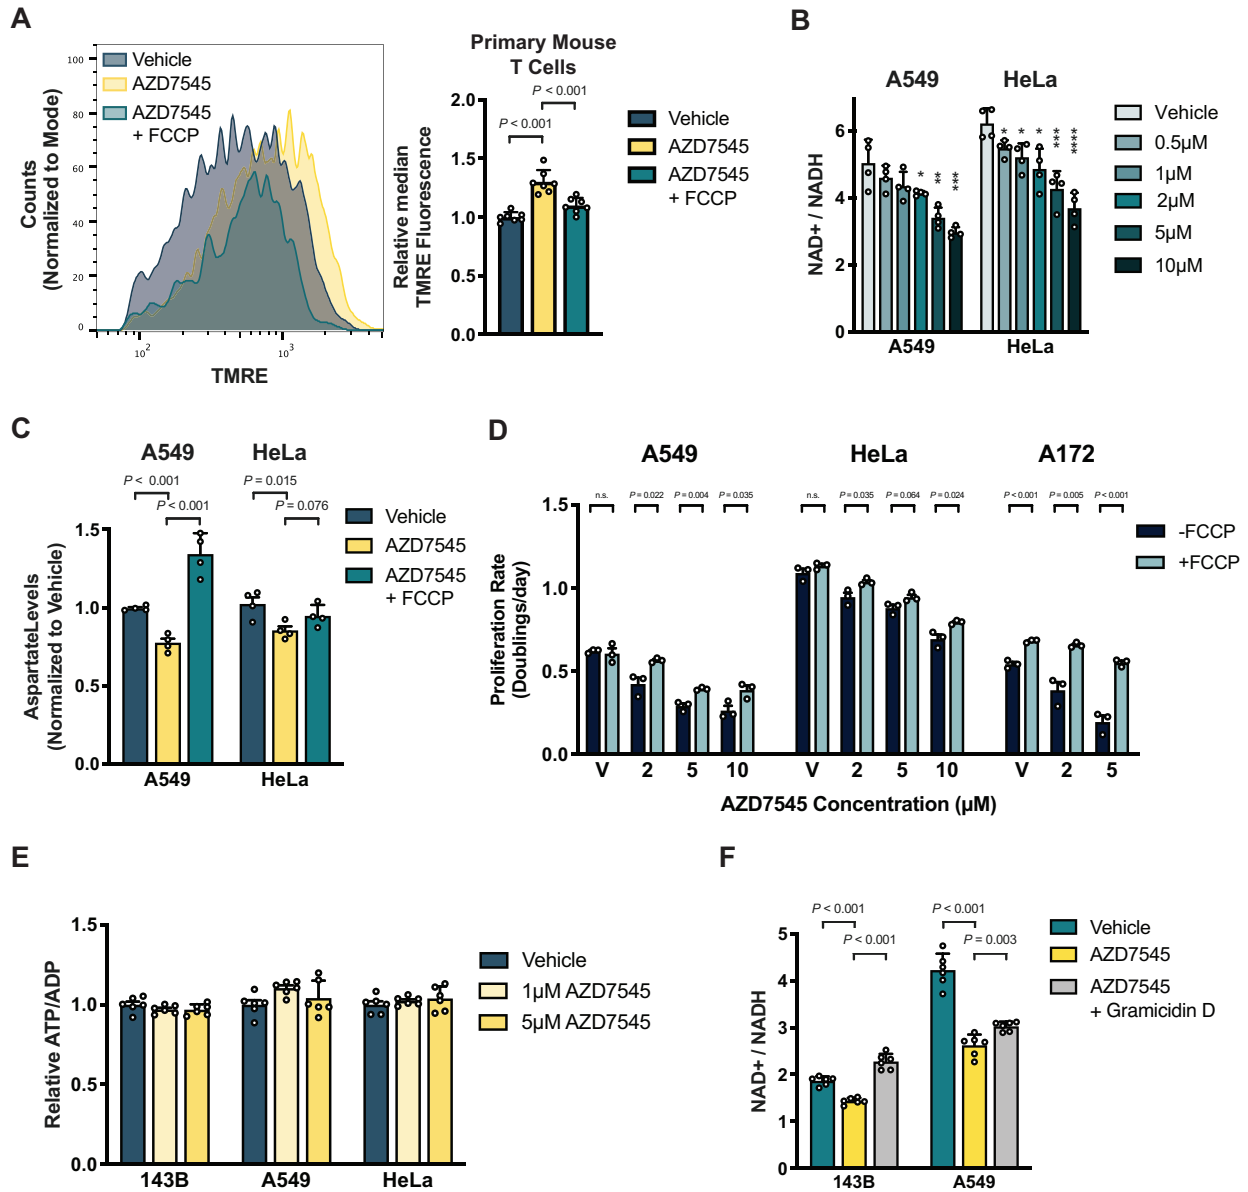 A
Vehicle
AZD7545
AZD7545
+ FCCP
100
80
60
40
20
0
Counts
(Normalized to Mode)
10²
10³
TMRE
Primary Mouse
T Cells
P < 0.001
P < 0.001
2.0
1.5
1.0
0.5
0.0
Relative median
TMRE Fluorescence
Vehicle
AZD7545
AZD7545
+ FCCP
B
A549
HeLa
6
4
2
0
NAD+ / NADH
*
**
***
*
*
*
***
****
A549
HeLa
Vehicle
0.5µM
1µM
2µM
5µM
10µM
C
A549
HeLa
P < 0.001
P < 0.001
P = 0.015
P = 0.076
1.5
1.0
0.5
0.0
AspartateLevels
(Normalized to Vehicle)
A549
HeLa
Vehicle
AZD7545
AZD7545
+ FCCP
D
A549
HeLa
A172
n.s.
P = 0.022
P = 0.004
P = 0.035
n.s.
P = 0.035
P = 0.064
P = 0.024
P < 0.001
P = 0.005
P < 0.001
1.5
1.0
0.5
0.0
Proliferation Rate
(Doublings/day)
V 2 5 10
V 2 5 10
V 2 5
AZD7545 Concentration (µM)
-FCCP
+FCCP
E
1.5
1.0
0.5
0.0
Relative ATP/ADP
143B
A549
HeLa
Vehicle
1µM AZD7545
5µM AZD7545
F
P < 0.001
P < 0.001
P < 0.001
P = 0.003
5
4
3
2
1
0
NAD+ / NADH
143B
A549
Vehicle
AZD7545
AZD7545
+ Gramicidin D